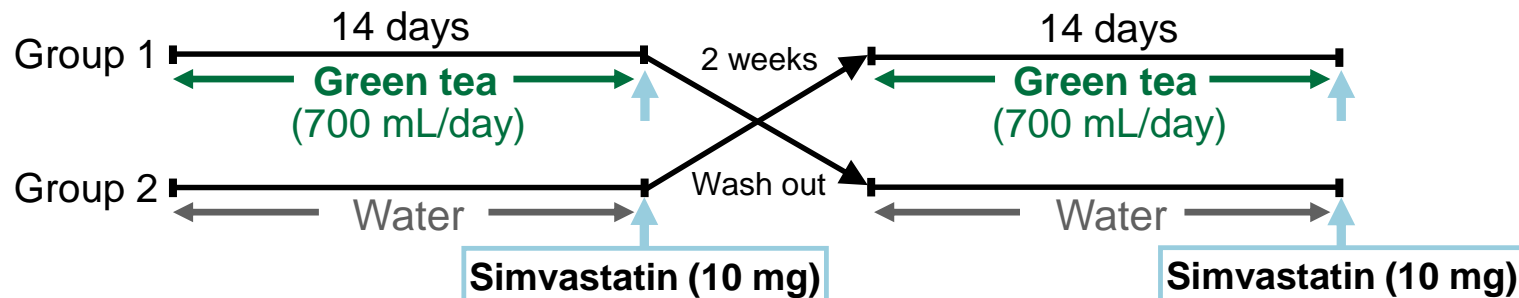 14 days
14 days
Group 1
2 weeks
Green tea
Green tea
(700 mL/day)
(700 mL/day)
Group 2
Wash out
Water
Water
Simvastatin (10 mg)
Simvastatin (10 mg)